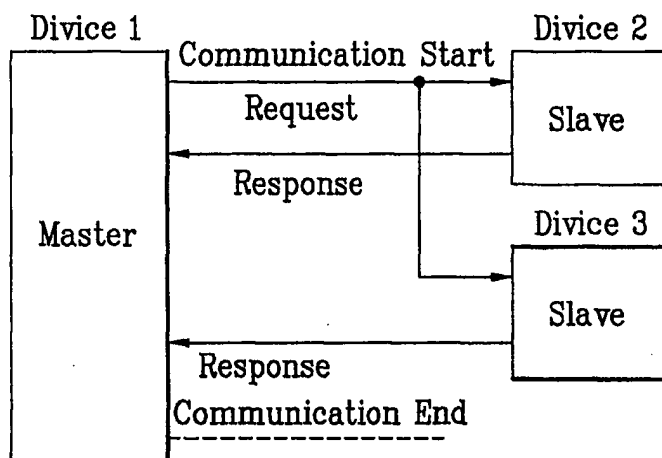 Divice 1
Divice 2
Communication Start
Request
Slave
Response
Divice 3
Master
Slave
Response
Communication End